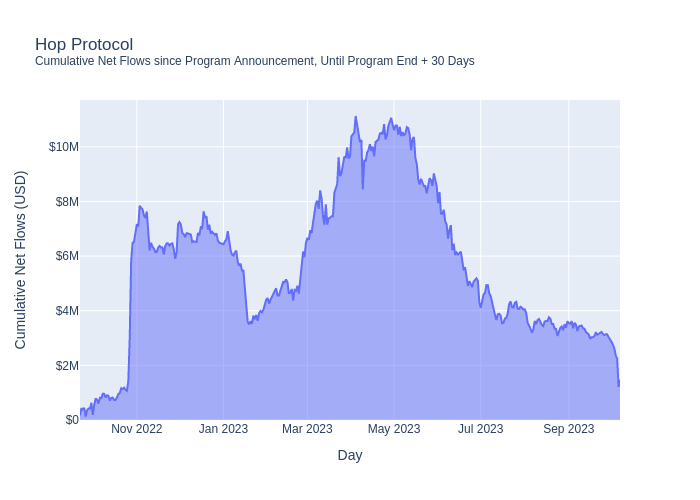 Hop Protocol
Cumulative Net Flows since Program Announcement, Until Program End + 30 Days
Cumulative Net Flows (USD)
$10M
$8M
$6M
$4M
$2M
$0
Nov 2022 Jan 2023 Mar 2023 May 2023 Jul 2023 Sep 2023
Day